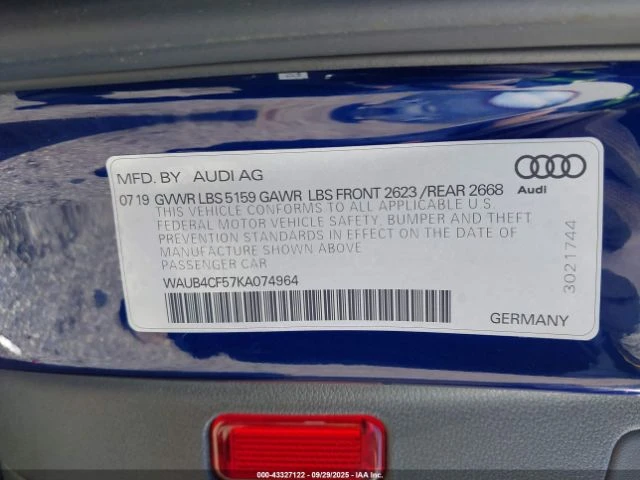 MFD. BY AUDI AG
07 19 GVWR LBS 5159 GAWR LBS FRONT 2623 /REAR 2668
THIS VEHICLE CONFORMS TO ALL APPLICABLE U.S.
FEDERAL MOTOR VEHICLE SAFETY, BUMPER AND THEFT
PREVENTION STANDARDS IN EFFECT ON THE DATE OF
MANUFACTURE SHOWN ABOVE
PASSENGER CAR
WAUB4CF57KA074964
GERMANY
Audi
3021744
000-43327122 - 09/29/2025 - IAA Inc.